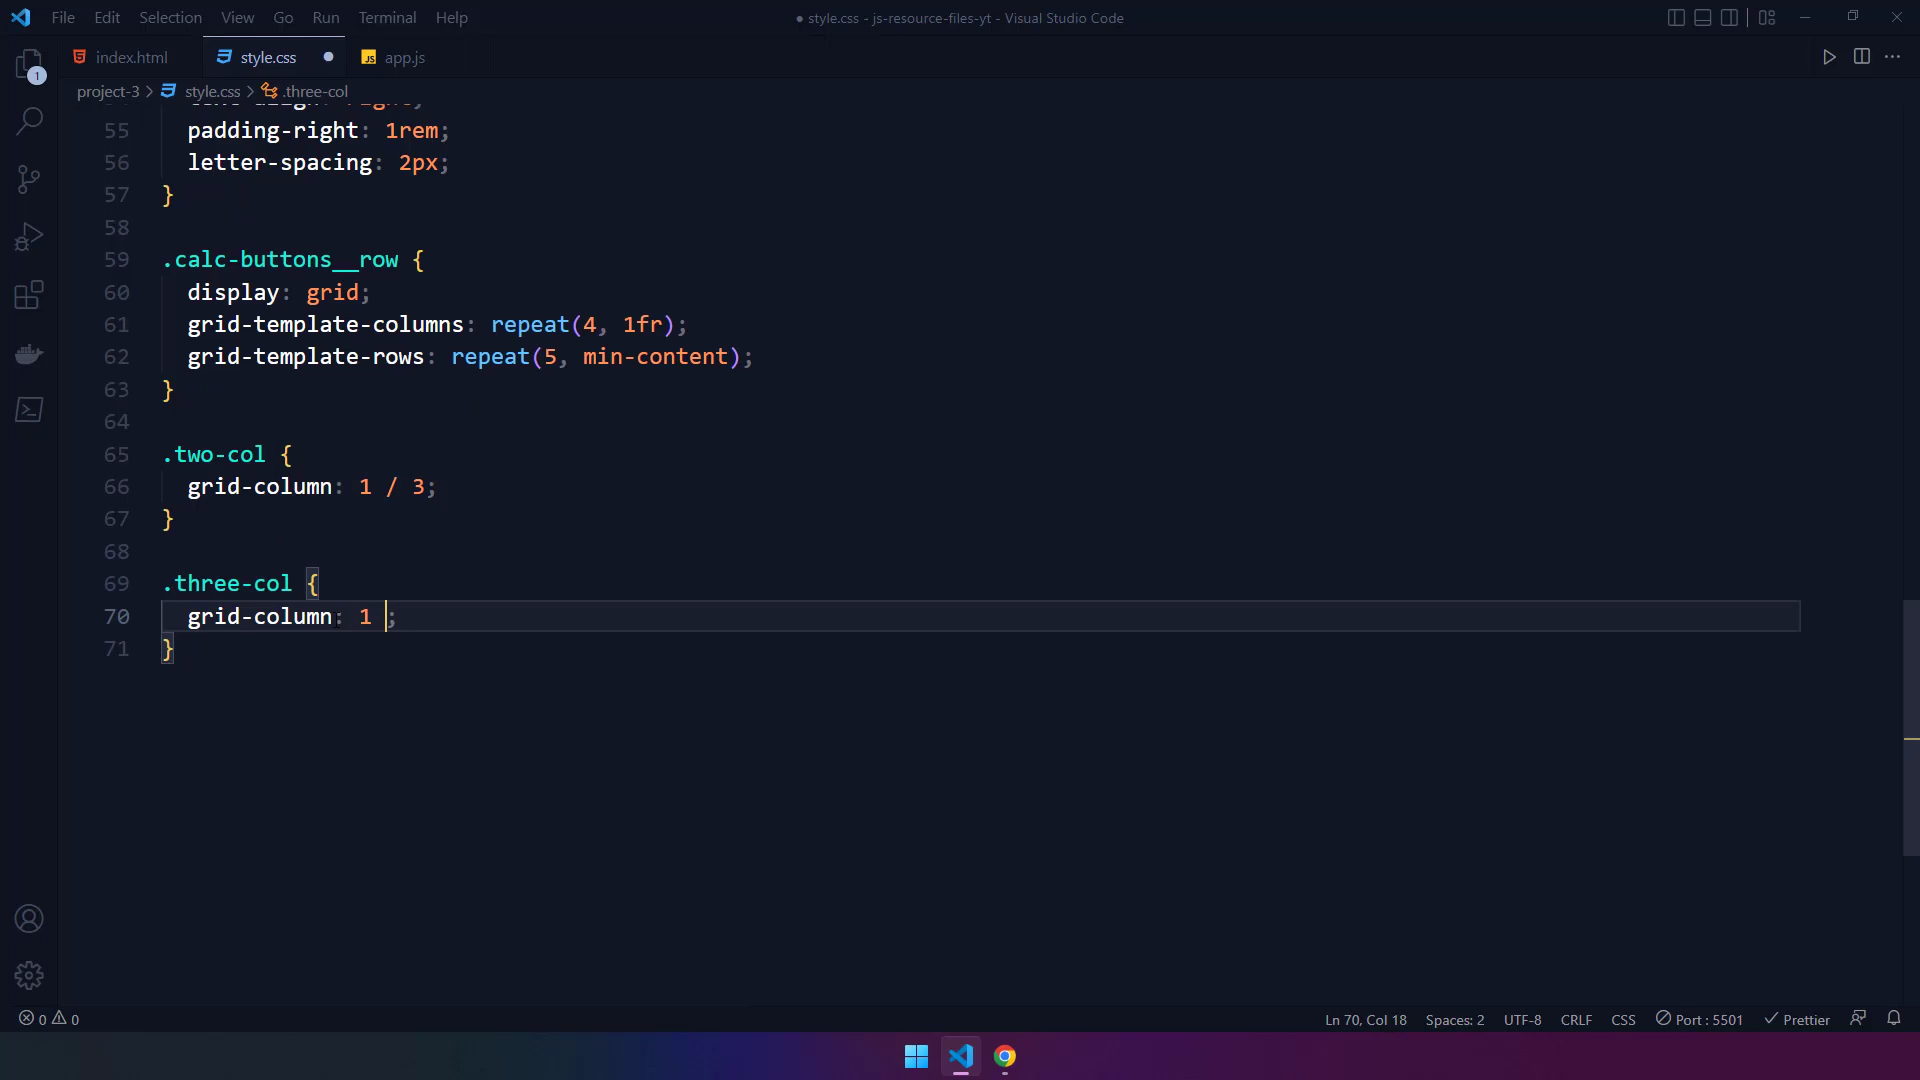 File Edit Selection View Go Run Terminal Help
● style.css - js-resource-files-yt - Visual Studio Code
index.html style.css ● app.js
project-3 > style.css > .three-col
1
55 padding-right: 1rem;
56 letter-spacing: 2px;
57 }
58
59 .calc-buttons__row {
60 display: grid;
61 grid-template-columns: repeat(4, 1fr);
62 grid-template-rows: repeat(5, min-content);
63 }
64
65 .two-col {
66 grid-column: 1 / 3;
67 }
68
69 .three-col {
70 grid-column: 1 ;
71 }
0 0
Ln 70, Col 18 Spaces: 2 UTF-8 CRLF CSS Port : 5501 Prettier